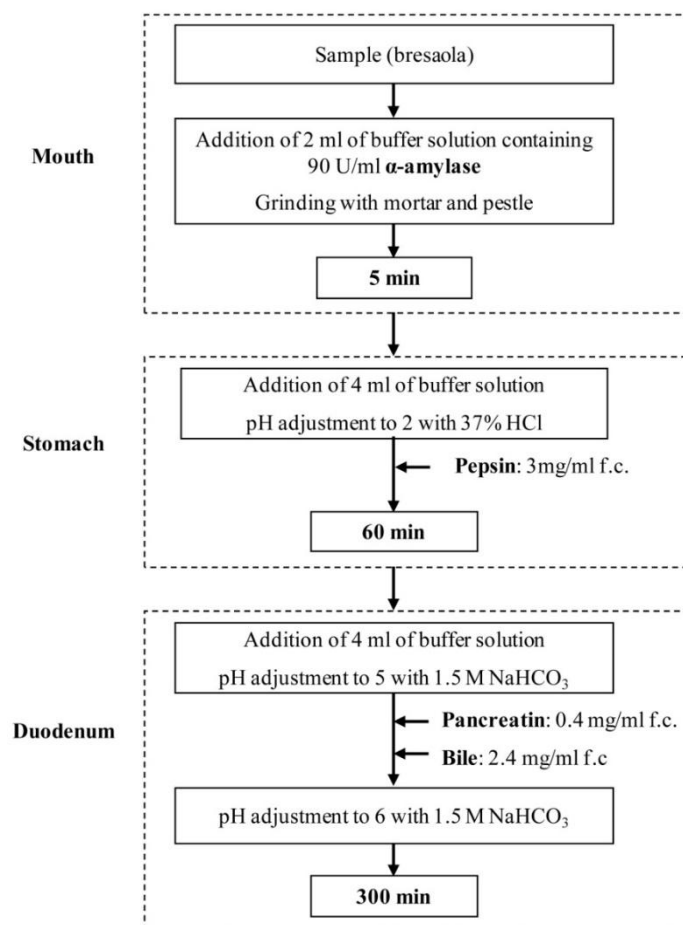 Mouth
Sample (bresaola)
Addition of 2 ml of buffer solution containing
90 U/ml α-amylase
Grinding with mortar and pestle
5 min
Stomach
Addition of 4 ml of buffer solution
pH adjustment to 2 with 37% HCl
Pepsin: 3mg/ml f.c.
60 min
Duodenum
Addition of 4 ml of buffer solution
pH adjustment to 5 with 1.5 M NaHCO₃
Pancreatin: 0.4 mg/ml f.c.
Bile: 2.4 mg/ml f.c
pH adjustment to 6 with 1.5 M NaHCO₃
300 min